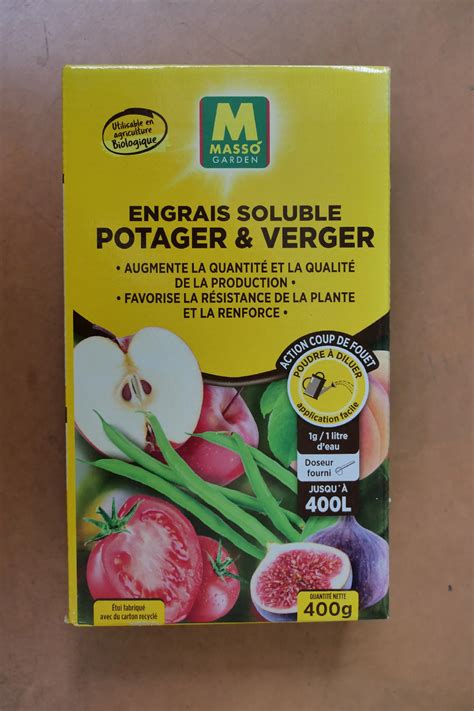 Utilisable en
agriculture
Biologique
M
MASSÓ
GARDEN
ENGRAIS SOLUBLE
POTAGER & VERGER
• AUGMENTE LA QUANTITÉ ET LA QUALITÉ
DE LA PRODUCTION •
• FAVORISE LA RÉSISTANCE DE LA PLANTE
ET LA RENFORCE •
ACTION COUP DE FOUET
POUDRE À DILUER
application facile
1g / 1 litre
d'eau
Doseur
fourni
JUSQU'À
400L
Étui fabriqué
avec du carton recyclé
QUANTITÉ NETTE
400g